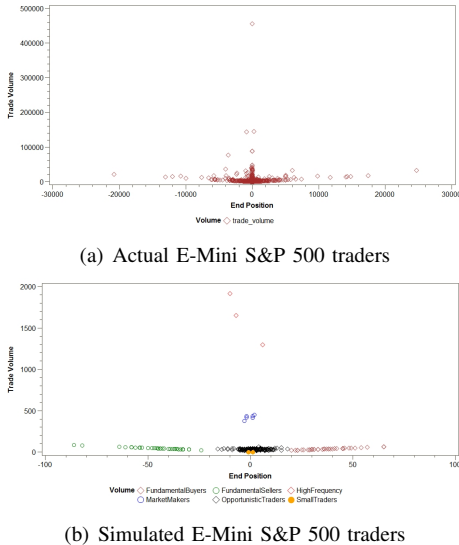 500000
400000
300000
200000
100000
0
Trade Volume
-30000 -20000 -10000 0 10000 20000 30000
End Position
Volume trade_volume
(a) Actual E-Mini S&P 500 traders
2000
1500
1000
500
0
Trade Volume
-100 -50 0 50 100
End Position
Volume FundamentalBuyers FundamentalSellers HighFrequency
MarketMakers OpportunisticTraders SmallTraders
(b) Simulated E-Mini S&P 500 traders